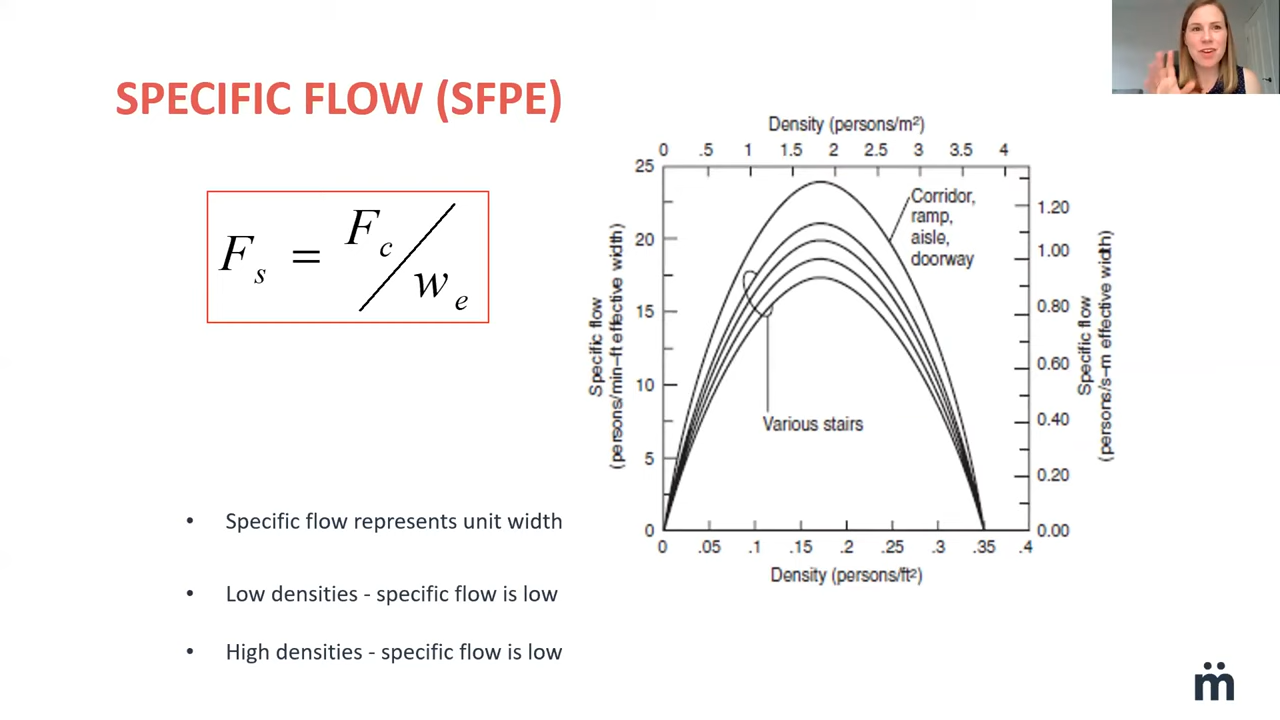 SPECIFIC FLOW (SFPE)
F_s = F_c / w_e
• Specific flow represents unit width
• Low densities - specific flow is low
• High densities - specific flow is low
Density (persons/m²)
0 .5 1 1.5 2 2.5 3 3.5 4
25
20
15
10
5
0
Specific flow
(persons/min–ft effective width)
Corridor,
ramp,
aisle,
doorway
Various stairs
1.20
1.00
0.80
0.60
0.40
0.20
0.00
Specific flow
(persons/s–m effective width)
0 .05 .1 .15 .2 .25 .3 .35 .4
Density (persons/ft²)
m̈